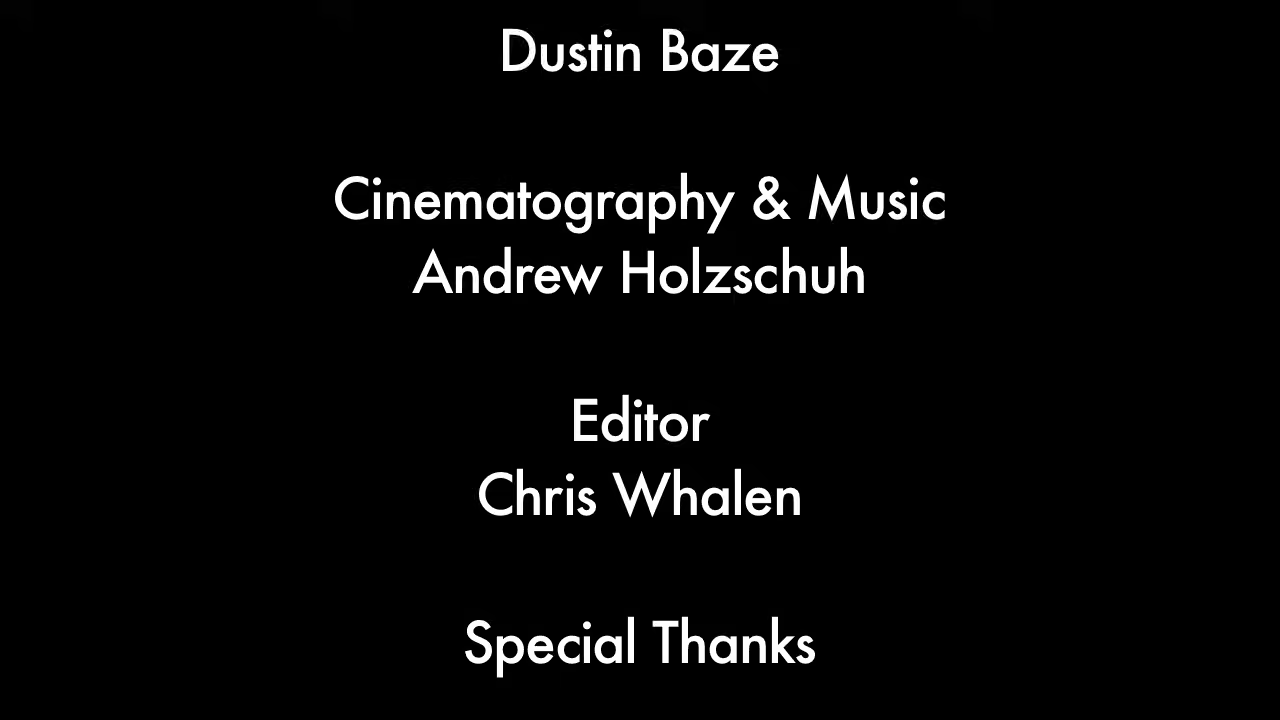 Dustin Baze
Cinematography & Music
Andrew Holzschuh
Editor
Chris Whalen
Special Thanks